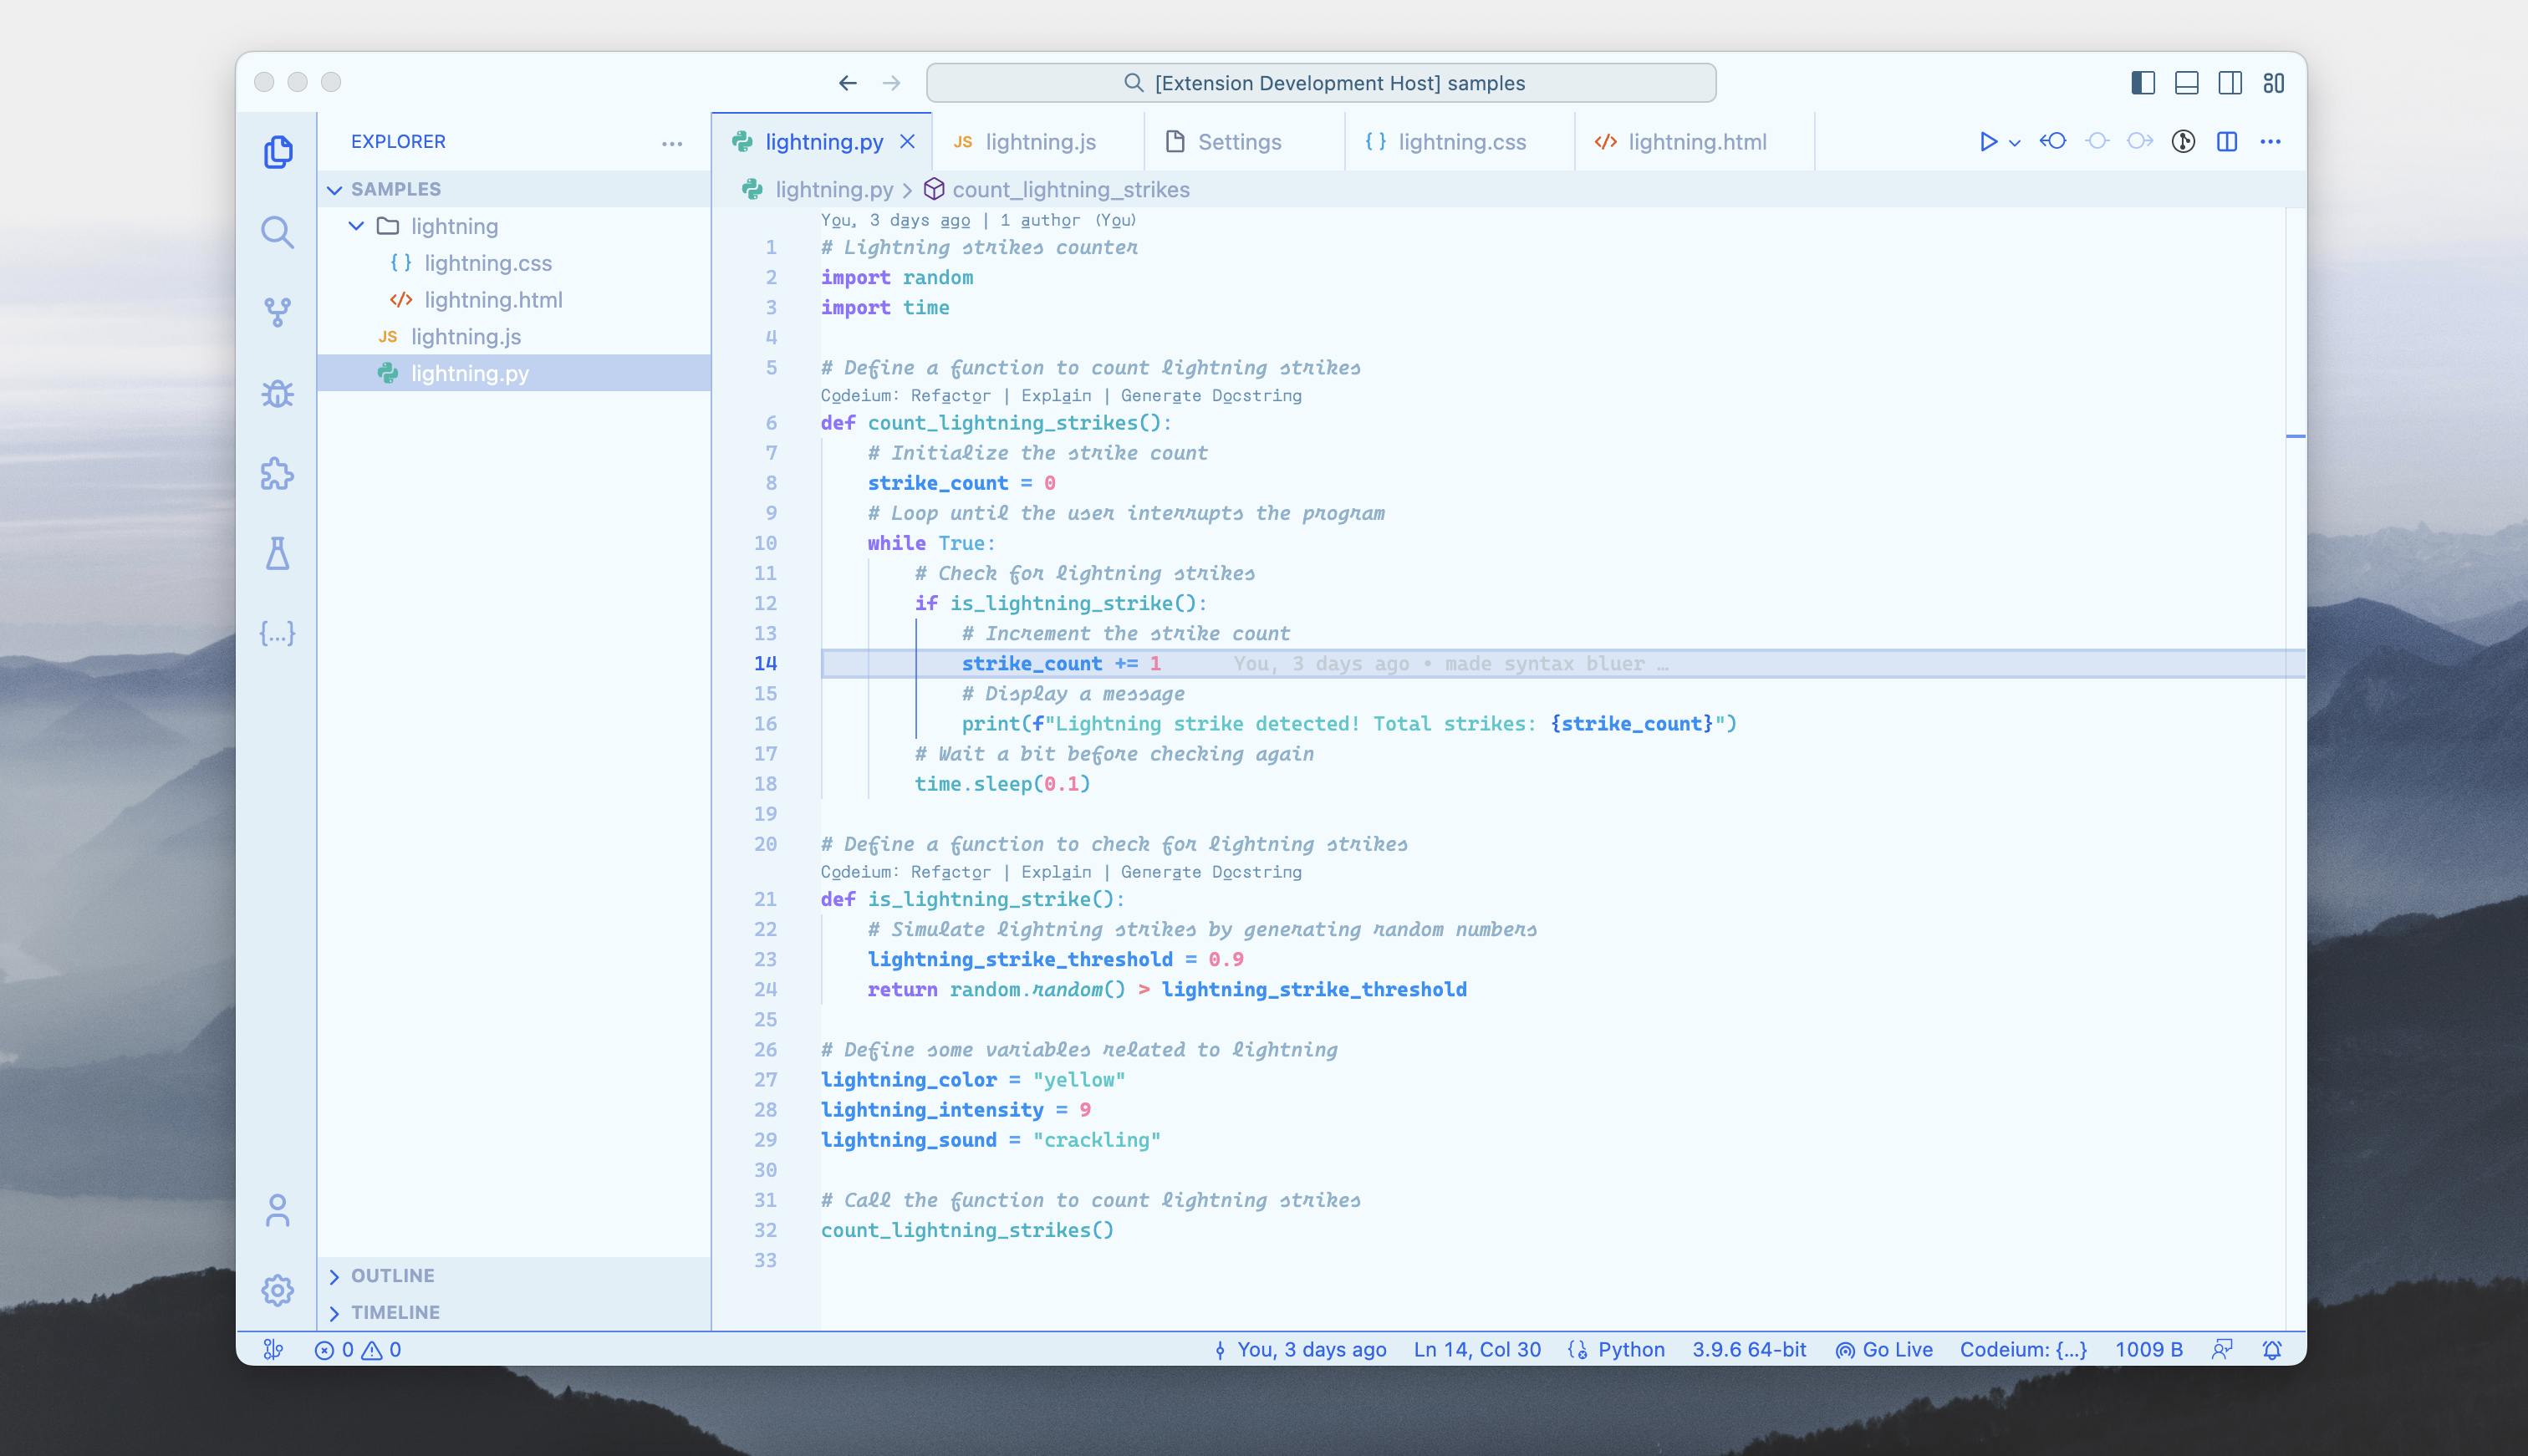 [Extension Development Host] samples
EXPLORER
SAMPLES
lightning
lightning.css
lightning.html
JS lightning.js
lightning.py
OUTLINE
TIMELINE
lightning.py
JS lightning.js
Settings
{ } lightning.css
</> lightning.html
lightning.py > count_lightning_strikes
You, 3 days ago | 1 author (You)
1 # Lightning strikes counter
2 import random
3 import time
4
5 # Define a function to count lightning strikes
Codeium: Refactor | Explain | Generate Docstring
6 def count_lightning_strikes():
7 # Initialize the strike count
8 strike_count = 0
9 # Loop until the user interrupts the program
10 while True:
11 # Check for lightning strikes
12 if is_lightning_strike():
13 # Increment the strike count
14 strike_count += 1 You, 3 days ago • made syntax bluer …
15 # Display a message
16 print(f"Lightning strike detected! Total strikes: {strike_count}")
17 # Wait a bit before checking again
18 time.sleep(0.1)
19
20 # Define a function to check for lightning strikes
Codeium: Refactor | Explain | Generate Docstring
21 def is_lightning_strike():
22 # Simulate lightning strikes by generating random numbers
23 lightning_strike_threshold = 0.9
24 return random.random() > lightning_strike_threshold
25
26 # Define some variables related to lightning
27 lightning_color = "yellow"
28 lightning_intensity = 9
29 lightning_sound = "crackling"
30
31 # Call the function to count lightning strikes
32 count_lightning_strikes()
33
0 0 You, 3 days ago Ln 14, Col 30 Python 3.9.6 64-bit Go Live Codeium: {...} 1009 B